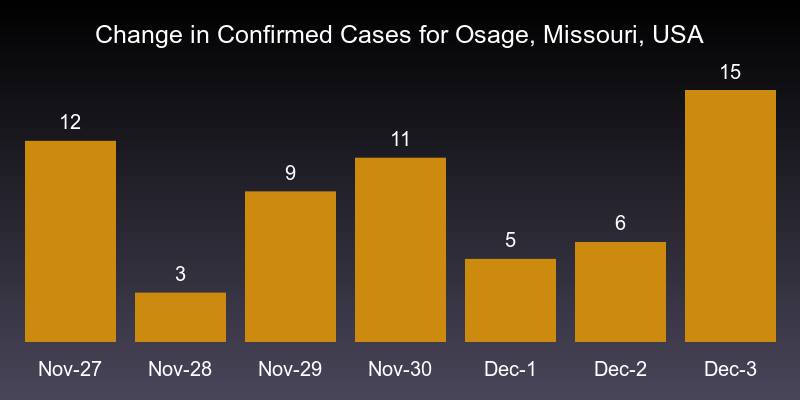 Change in Confirmed Cases for Osage, Missouri, USA
12
3
9
11
5
6
15
Nov-27
Nov-28
Nov-29
Nov-30
Dec-1
Dec-2
Dec-3